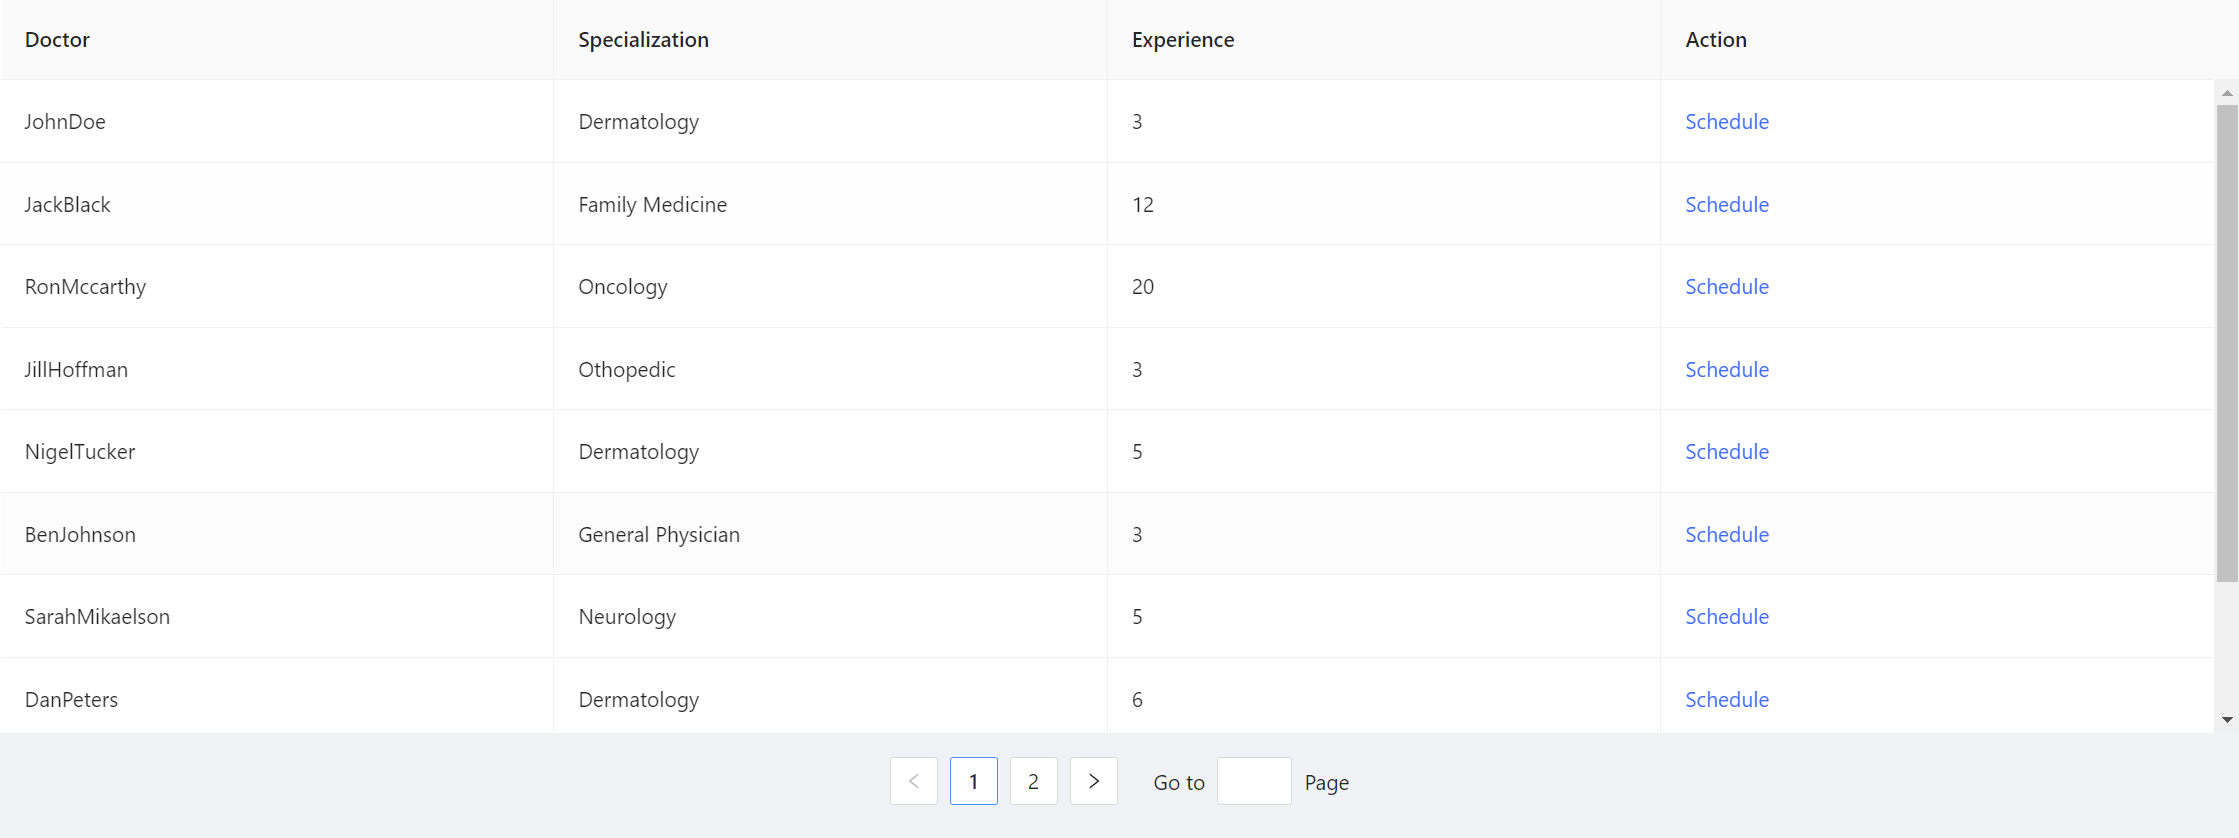 Doctor Specialization Experience Action
JohnDoe Dermatology 3 Schedule
JackBlack Family Medicine 12 Schedule
RonMccarthy Oncology 20 Schedule
JillHoffman Othopedic 3 Schedule
NigelTucker Dermatology 5 Schedule
BenJohnson General Physician 3 Schedule
SarahMikaelson Neurology 5 Schedule
DanPeters Dermatology 6 Schedule
< 1 2 > Go to Page